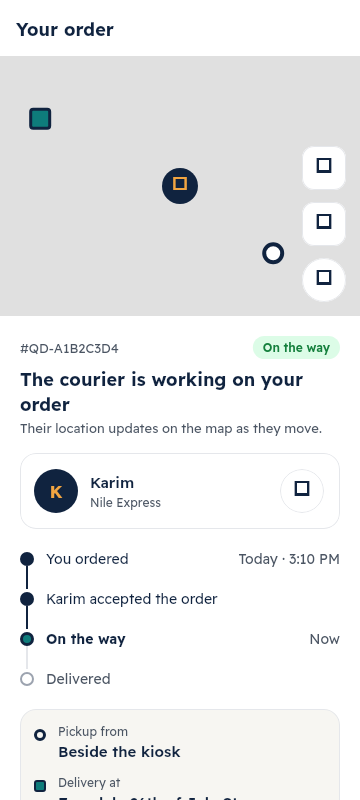 Your order
#QD-A1B2C3D4
On the way
The courier is working on your
order
Their location updates on the map as they move.
K
Karim
Nile Express
You ordered
Today · 3:10 PM
Karim accepted the order
On the way
Now
Delivered
Pickup from
Beside the kiosk
Delivery at